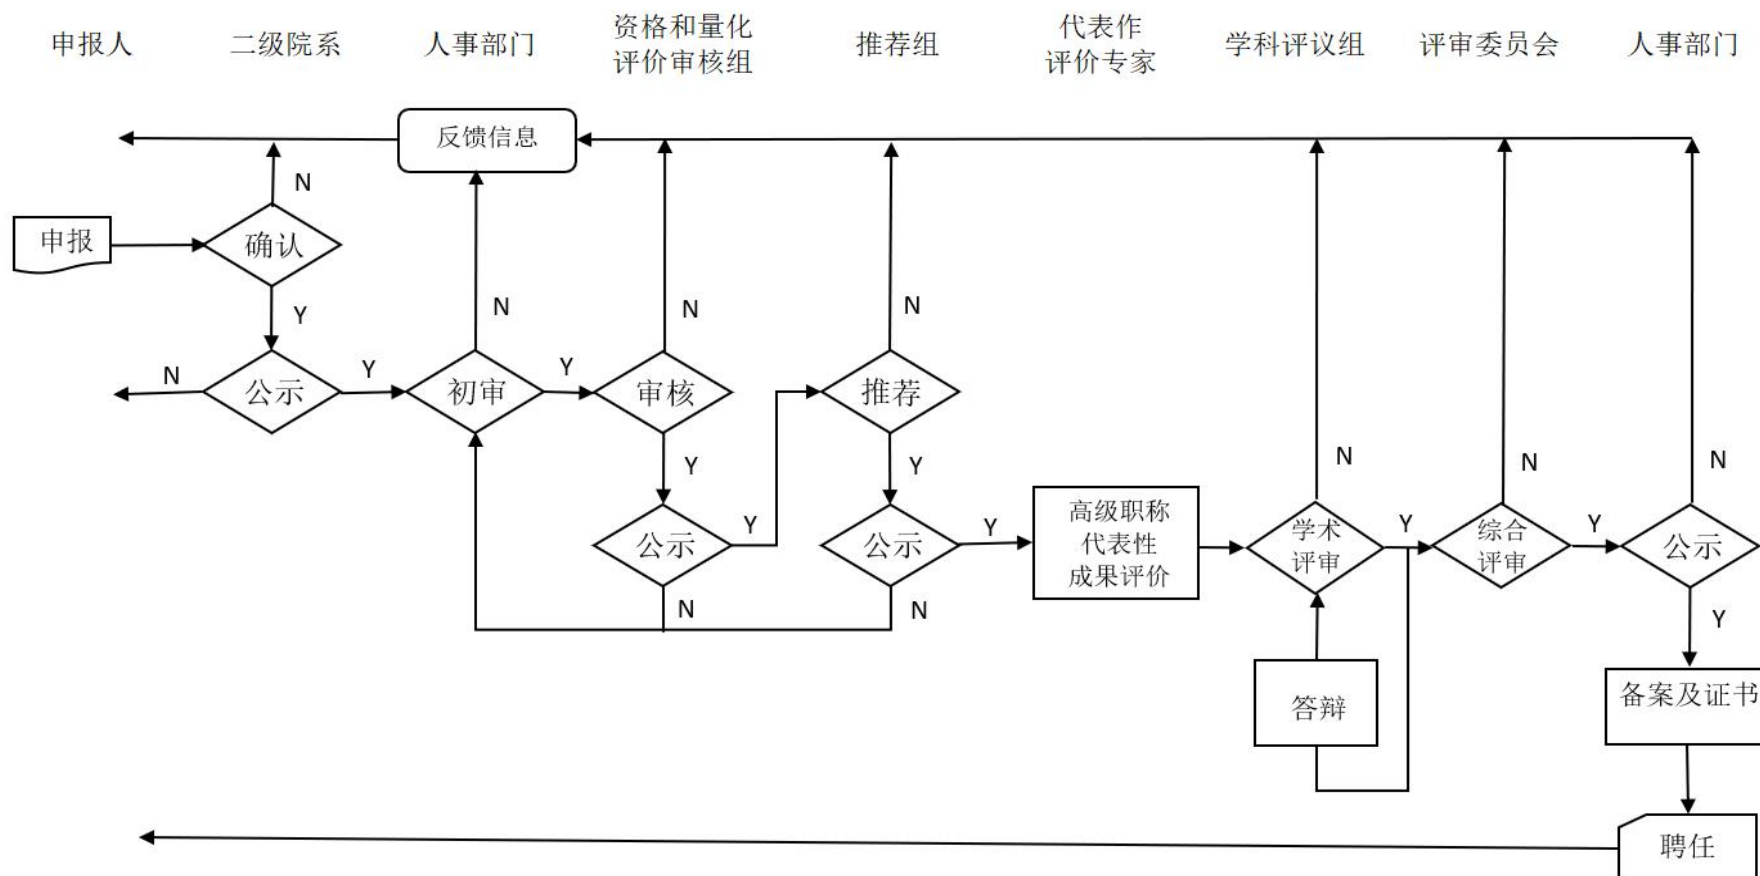 申报人
二级院系
人事部门
资格和量化
评价审核组
推荐组
代表作
评价专家
学科评议组
评审委员会
人事部门
反馈信息
N
申报
确认
Y
N
N
N
N
公示
Y
初审
Y
审核
推荐
Y
Y
N
N
N
公示
Y
公示
Y
高级职称
代表性
成果评价
学术
评审
Y
综合
评审
Y
公示
N
N
Y
答辩
备案及证书
聘任